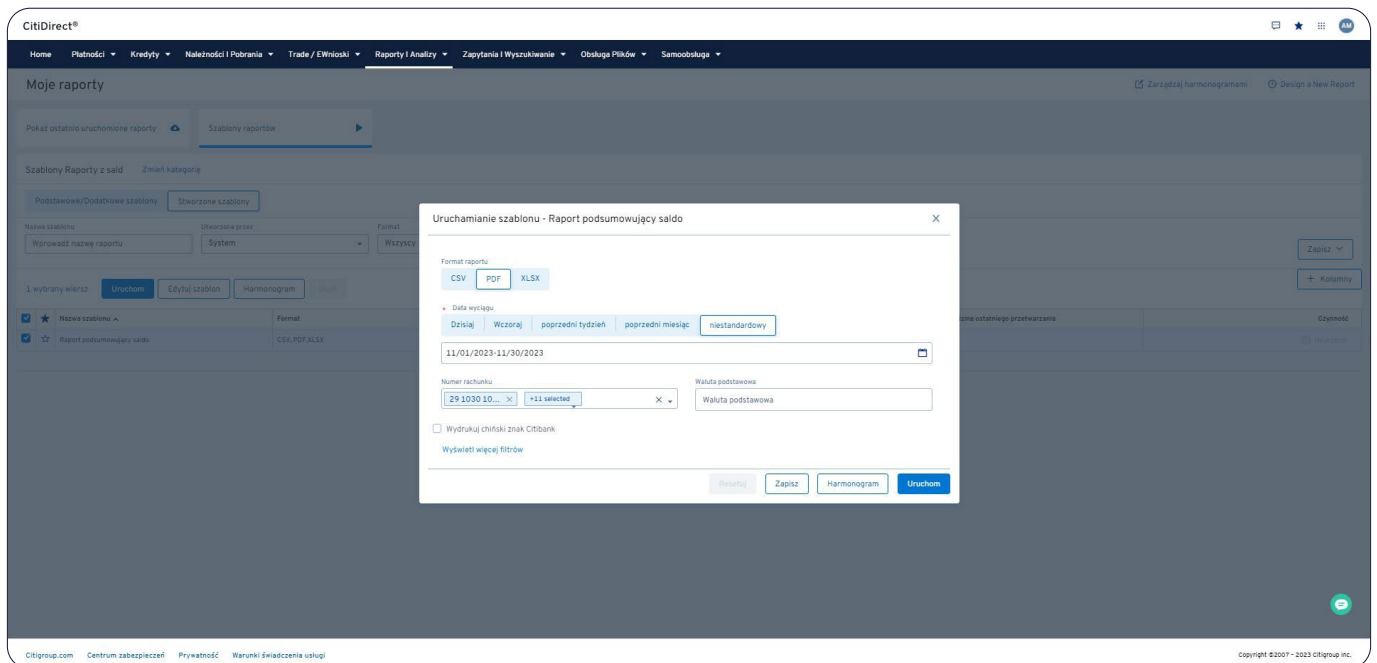 CitiDirect®
AM
Home Płatności Kredyty Należności I Pobrania Trade / EWnioski Raporty I Analizy Zapytania I Wyszukiwanie Obsługa Plików Samoobsługa
Moje raporty
Zarządzaj harmonogramami Design a New Report
Pokaż ostatnio uruchomione raporty Szablony raportów
Szablony Raporty z sald Zmień kategorię
Podstawowe/Dodatkowe szablony Stworzone szablony
Nazwa szablonu Utworzone przez Format
Wprowadź nazwę raportu System Wszyscy
Zapisz
1 wybrany wiersz Uruchom Edytuj szablon Harmonogram
+ Kolumny
Nazwa szablonu Format ostatniego przetwarzania Czynność
Raport podsumowujący saldo CSV,PDF,XLSX
Uruchamianie szablonu - Raport podsumowujący saldo
Format raportu
CSV PDF XLSX
* Data wyciągu
Dzisiaj Wczoraj poprzedni tydzień poprzedni miesiąc niestandardowy
11/01/2023-11/30/2023
Numer rachunku Waluta podstawowa
29 1030 10... × +11 selected Waluta podstawowa
Wydrukuj chiński znak Citibank
Wyświetl więcej filtrów
Resetuj Zapisz Harmonogram Uruchom
Citigroup.com Centrum zabezpieczeń Prywatność Warunki świadczenia usługi
Copyright ©2007 - 2023 Citigroup Inc.